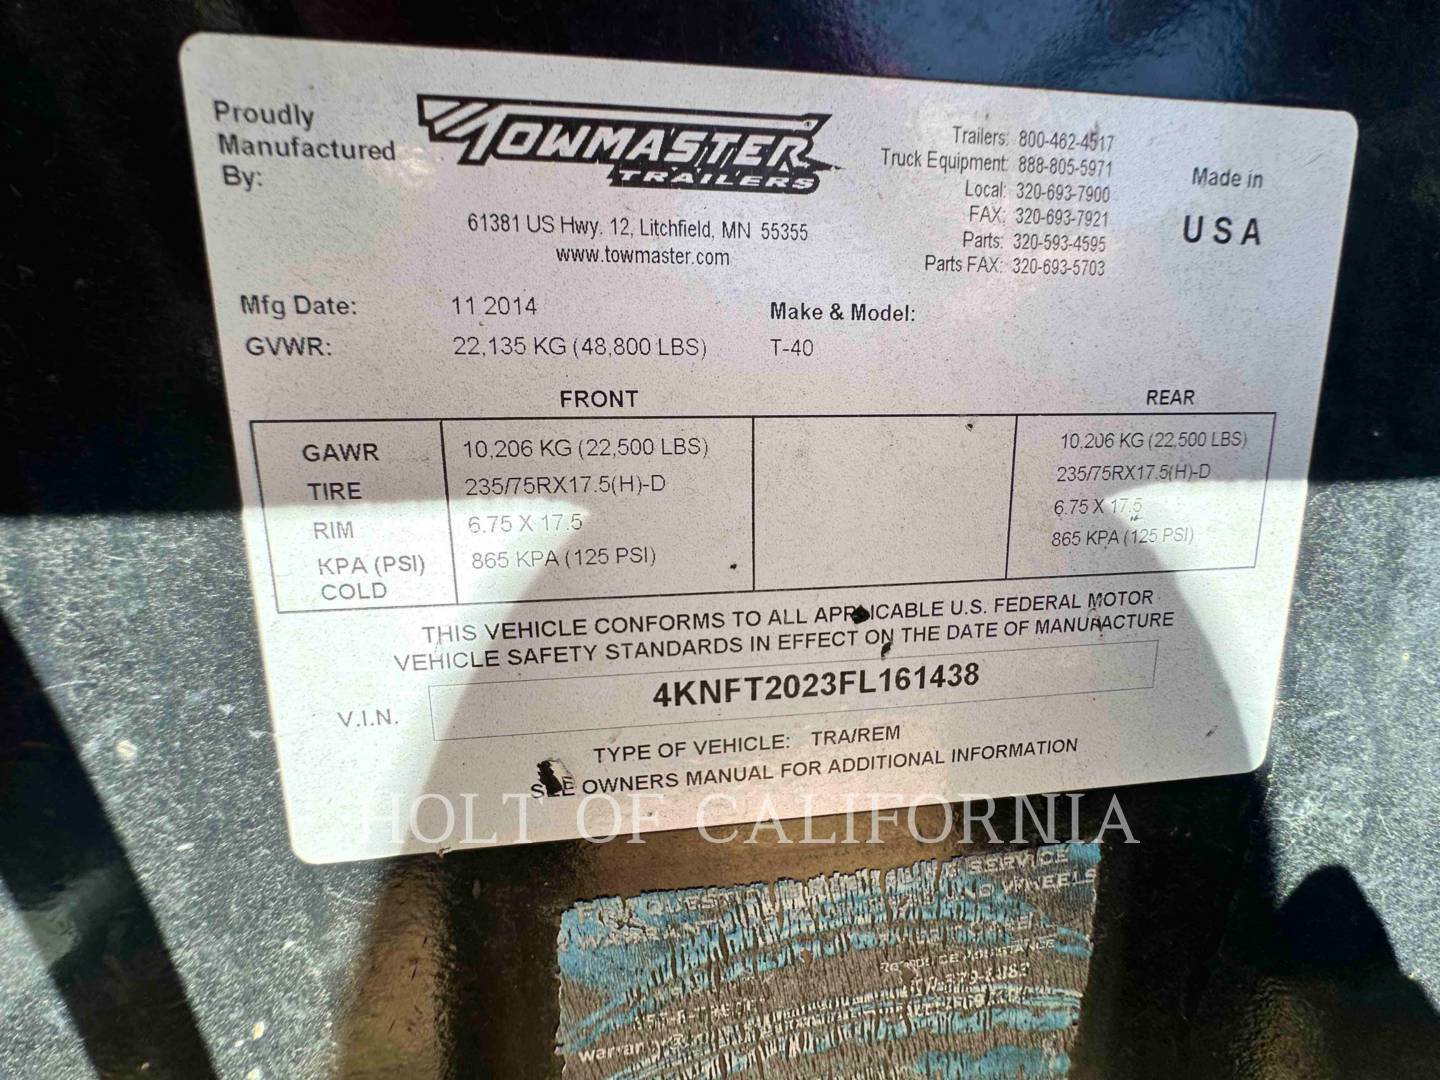 Proudly
Manufactured
By:
TOWMASTER
TRAILERS
61381 US Hwy. 12, Litchfield, MN 55355
www.towmaster.com
Trailers: 800-462-4517
Truck Equipment: 888-805-5971
Local: 320-693-7900
FAX: 320-693-7921
Parts: 320-593-4595
Parts FAX: 320-693-5703
Made in
USA
Mfg Date: 11 2014
Make & Model:
GVWR: 22,135 KG (48,800 LBS) T-40
FRONT REAR
GAWR 10,206 KG (22,500 LBS) 10,206 KG (22,500 LBS)
TIRE 235/75RX17.5(H)-D 235/75RX17.5(H)-D
RIM 6.75 X 17.5 6.75 X 17.5
KPA (PSI) 865 KPA (125 PSI) 865 KPA (125 PSI)
COLD
THIS VEHICLE CONFORMS TO ALL APPLICABLE U.S. FEDERAL MOTOR
VEHICLE SAFETY STANDARDS IN EFFECT ON THE DATE OF MANUFACTURE
V.I.N. 4KNFT2023FL161438
TYPE OF VEHICLE: TRA/REM
SEE OWNERS MANUAL FOR ADDITIONAL INFORMATION
HOLT OF CALIFORNIA
SERVICE
WHEELS